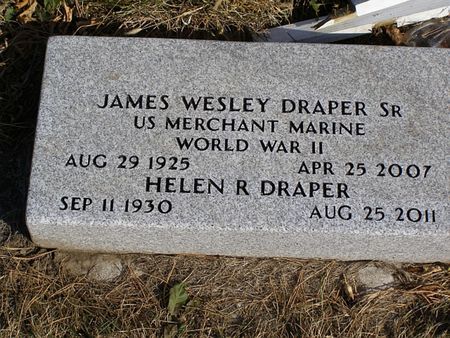 JAMES WESLEY DRAPER SR
US MERCHANT MARINE
WORLD WAR II
AUG 29 1925 APR 25 2007
HELEN R DRAPER
SEP 11 1930 AUG 25 2011